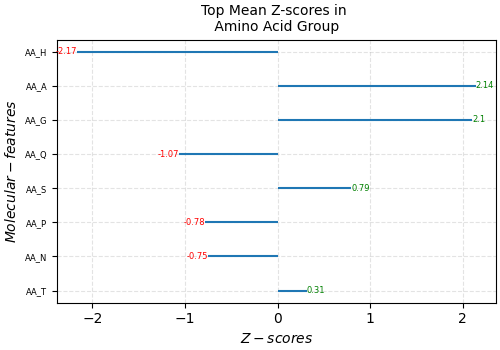 Top Mean Z-scores in
Amino Acid Group
AA_H
-2.17
AA_A
2.14
AA_G
2.1
AA_Q
-1.07
AA_S
0.79
AA_P
-0.78
AA_N
-0.75
AA_T
0.31
Molecular-features
−2
−1
0
1
2
Z-scores